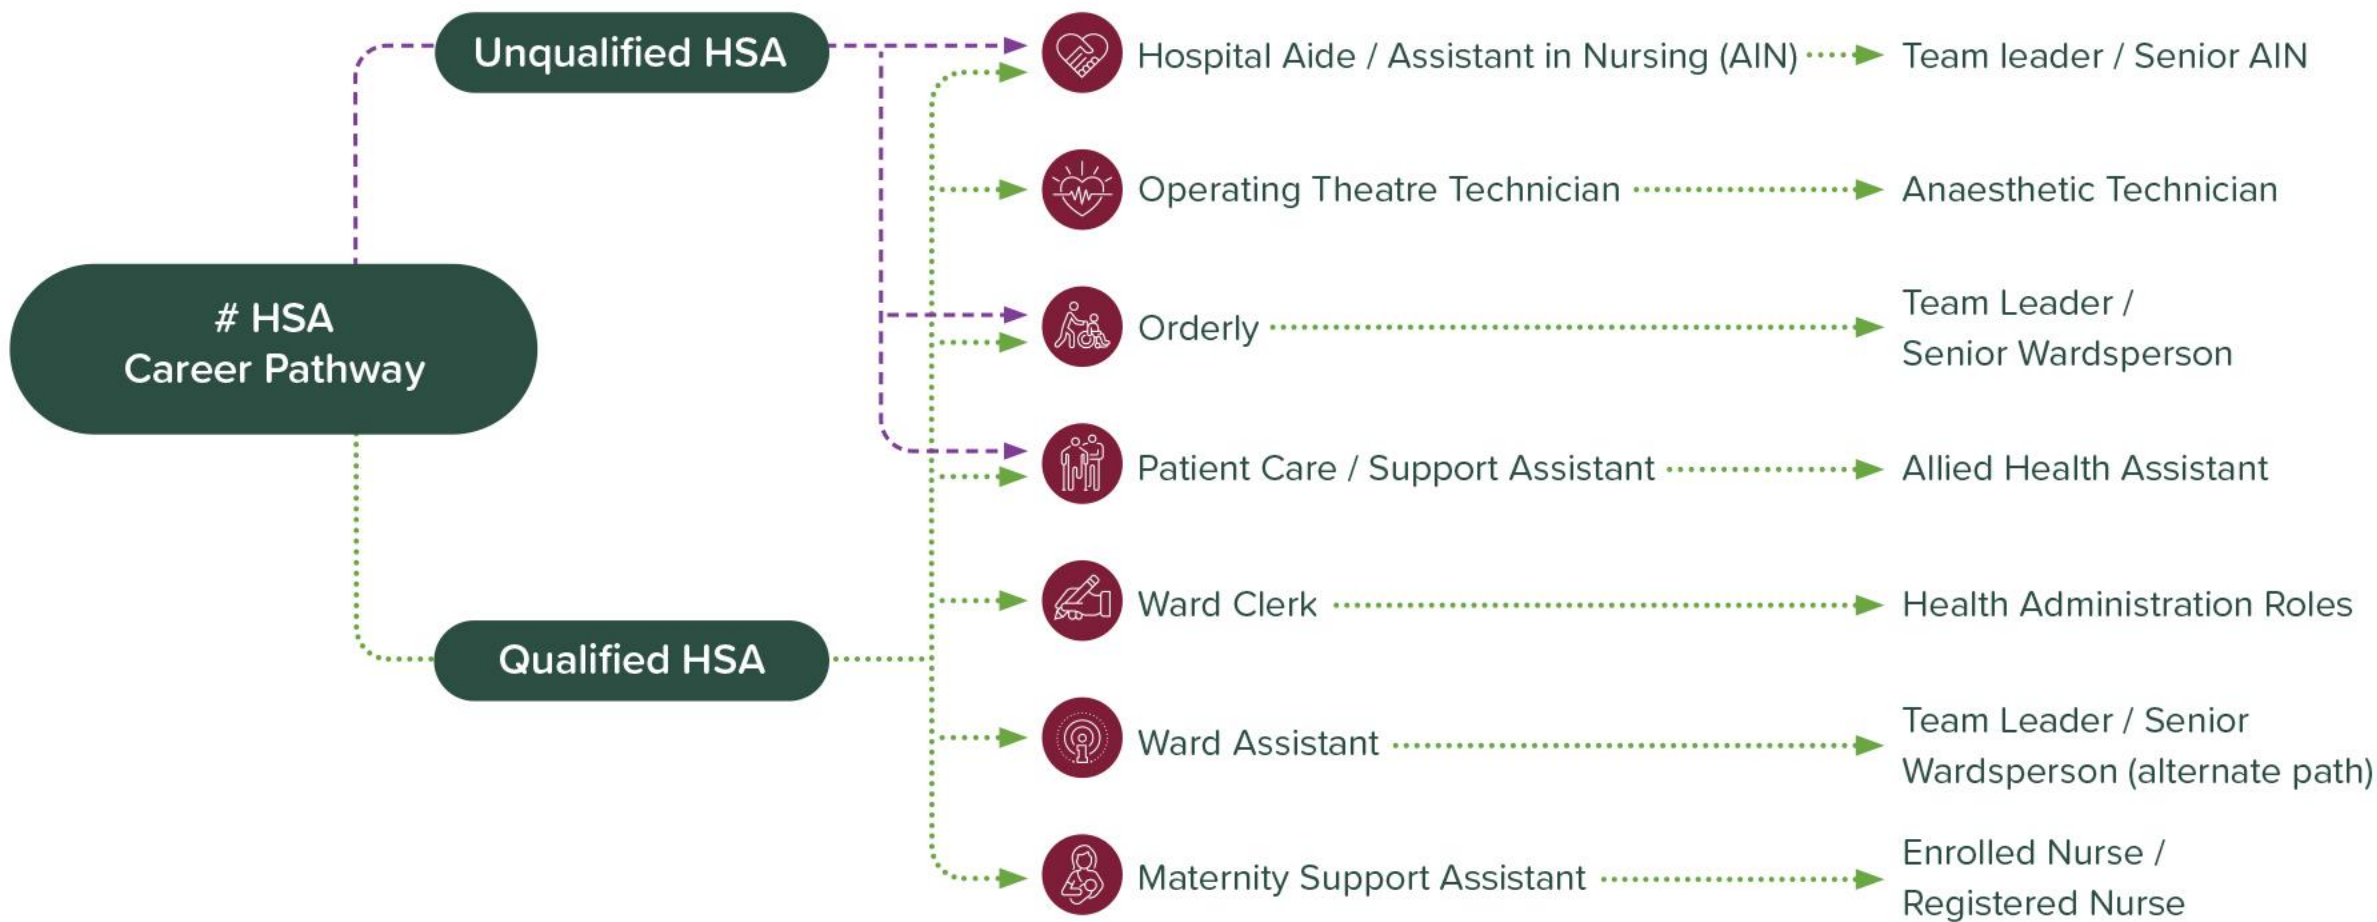 Unqualified HSA
# HSA
Career Pathway
Qualified HSA
Hospital Aide / Assistant in Nursing (AIN)
Team leader / Senior AIN
Operating Theatre Technician
Anaesthetic Technician
Orderly
Team Leader /
Senior Wardsperson
Patient Care / Support Assistant
Allied Health Assistant
Ward Clerk
Health Administration Roles
Ward Assistant
Team Leader / Senior
Wardsperson (alternate path)
Maternity Support Assistant
Enrolled Nurse /
Registered Nurse